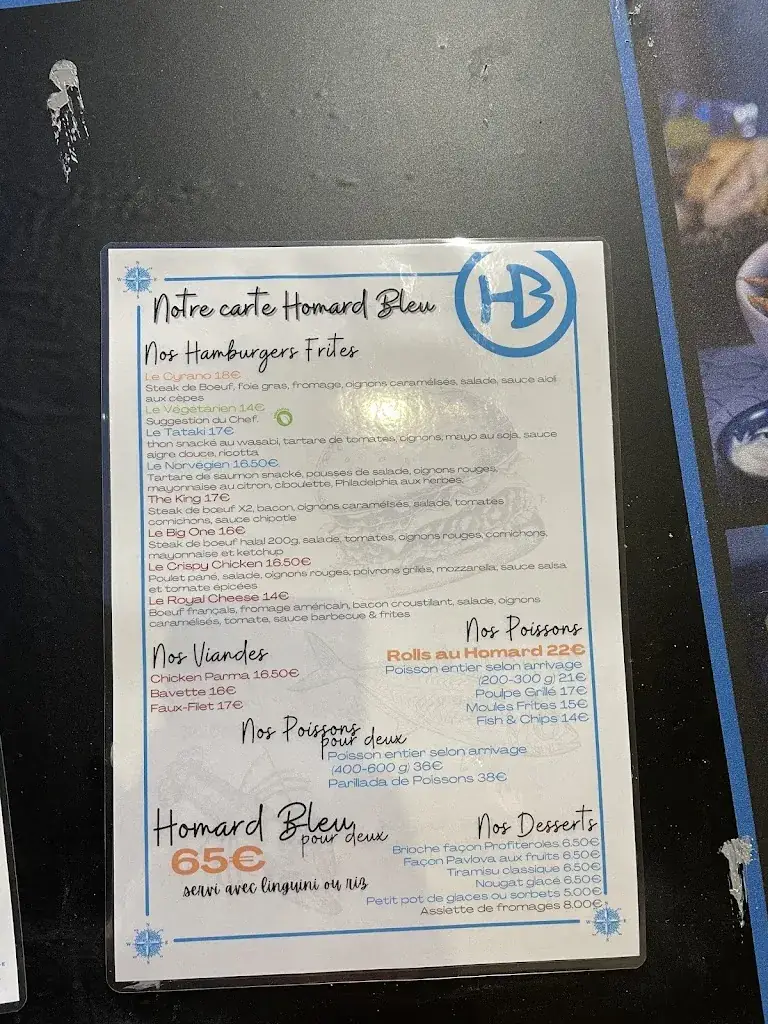 Notre carte Homard Bleu
HB
Nos Hamburgers Frites
Le Cyrano 18€
Steak de Boeuf, foie gras, fromage, oignons caramélisés, salade, sauce aioli
aux cèpes
Le Végétarien 14€
Suggestion du Chef.
Le Tataki 17€
thon snacké au wasabi, tartare de tomates, oignons, mayo au soja, sauce
aigre douce, ricotta
Le Norvégien 16.50€
Tartare de saumon snacké, pousses de salade, oignons rouges,
mayonnaise au citron, ciboulette, Philadelphia aux herbes.
The King 17€
Steak de bœuf X2, bacon, oignons caramélisés, salade, tomates
cornichons, sauce chipotle
Le Big One 16€
Steak de boeuf halal 200g, salade, tomates, oignons rouges, cornichons,
mayonnaise et ketchup
Le Crispy Chicken 16.50€
Poulet pané, salade, oignons rouges, poivrons grillés, mozzarella, sauce salsa
et tomate épicées
Le Royal Cheese 14€
Boeuf français, fromage américain, bacon croustillant, salade, oignons
caramélisés, tomate, sauce barbecue & frites
Nos Viandes
Chicken Parma 16.50€
Bavette 16€
Faux-Filet 17€
Nos Poissons
Rolls au Homard 22€
Poisson entier selon arrivage
(200-300 g) 21€
Poulpe Grillé 17€
Moules Frites 15€
Fish & Chips 14€
Nos Poissons
pour deux
Poisson entier selon arrivage
(400-600 g) 36€
Parillada de Poissons 38€
Homard Bleu
pour deux
65€
servi avec linguini ou riz
Nos Desserts
Brioche façon Profiteroles 6.50€
Façon Pavlova aux fruits 6.50€
Tiramisu classique 6.50€
Nougat glacé 6.50€
Petit pot de glaces ou sorbets 5.00€
Assiette de fromages 8.00€